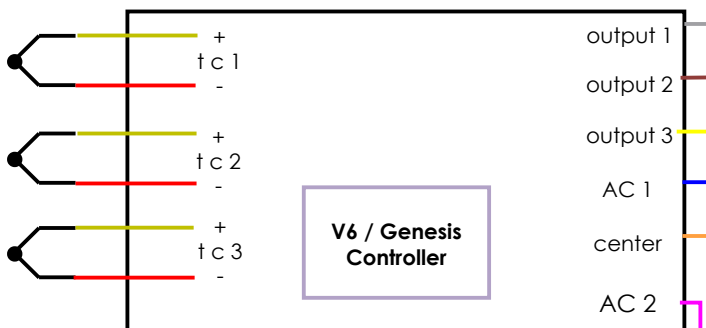 +
t c 1
-
+
t c 2
-
+
t c 3
-
V6 / Genesis
Controller
output 1
output 2
output 3
AC 1
center
AC 2